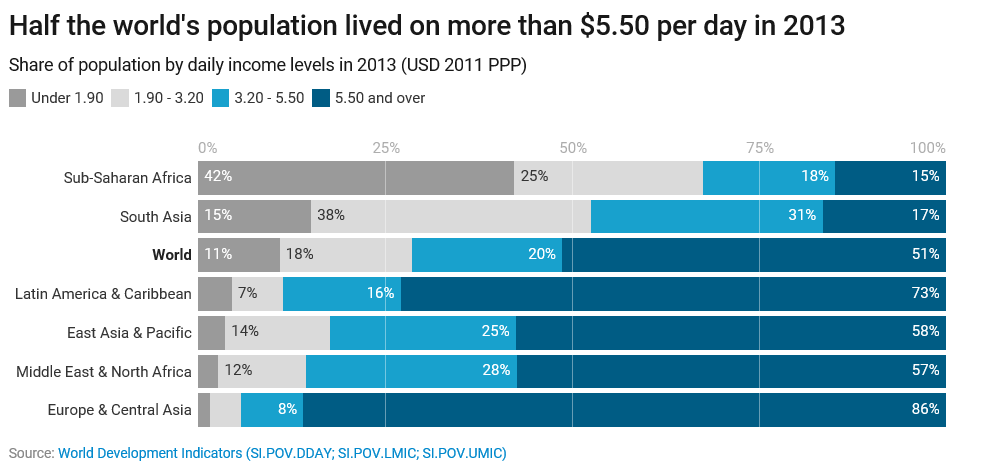 Half the world's population lived on more than $5.50 per day in 2013
Share of population by daily income levels in 2013 (USD 2011 PPP)
Under 1.90 1.90 - 3.20 3.20 - 5.50 5.50 and over
0% 25% 50% 75% 100%
Sub-Saharan Africa 42% 25% 18% 15%
South Asia 15% 38% 31% 17%
World 11% 18% 20% 51%
Latin America & Caribbean 7% 16% 73%
East Asia & Pacific 14% 25% 58%
Middle East & North Africa 12% 28% 57%
Europe & Central Asia 8% 86%
Source: World Development Indicators (SI.POV.DDAY; SI.POV.LMIC; SI.POV.UMIC)